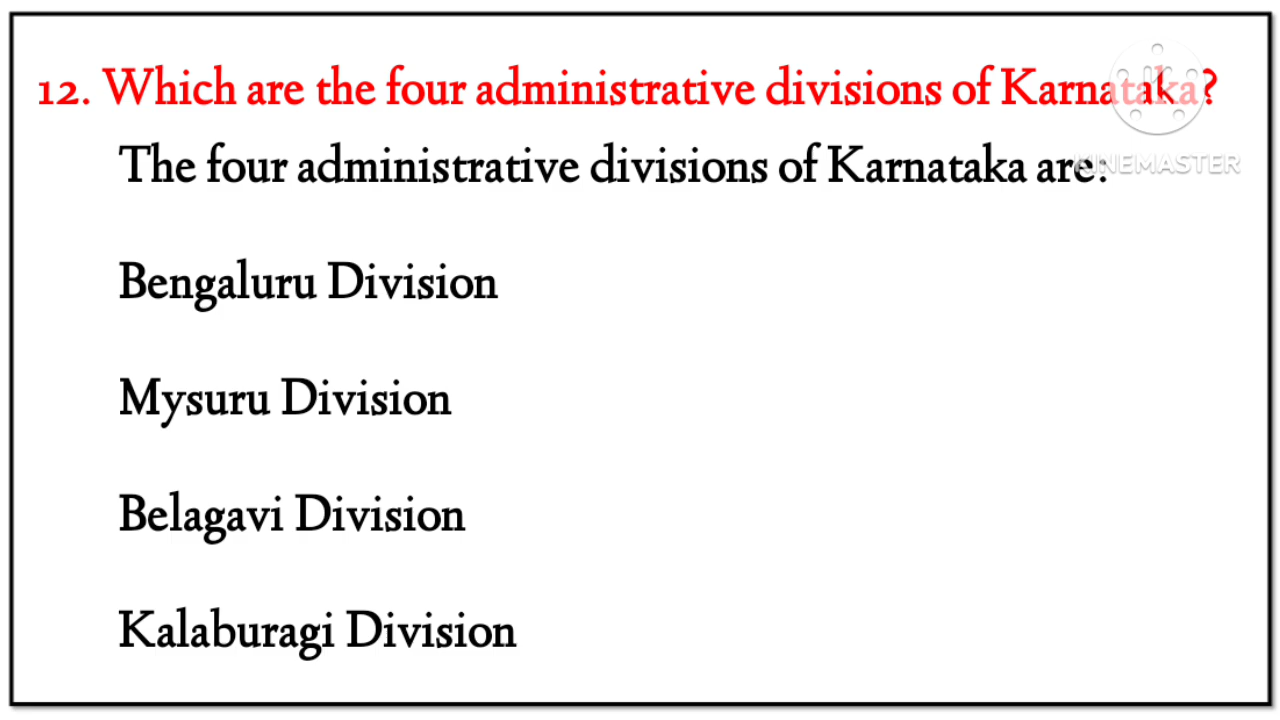 12. Which are the four administrative divisions of Karnataka?
The four administrative divisions of Karnataka are:
KINEMASTER
Bengaluru Division
Mysuru Division
Belagavi Division
Kalaburagi Division